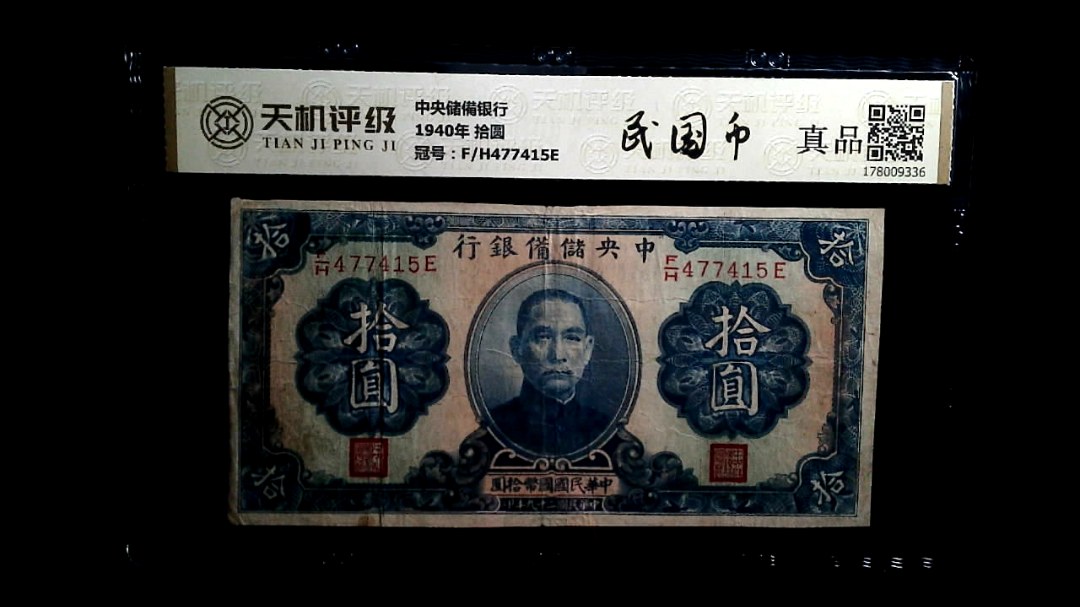 天机评级
TIAN JI PING JI
中央储備银行
1940年 拾圆
冠号：F/H477415E
民国币
真品
178009336
行銀備儲央中
F/H477415E
F/H477415E
拾
拾
拾圓
拾圓
圓拾幣國國民華中
拾
拾